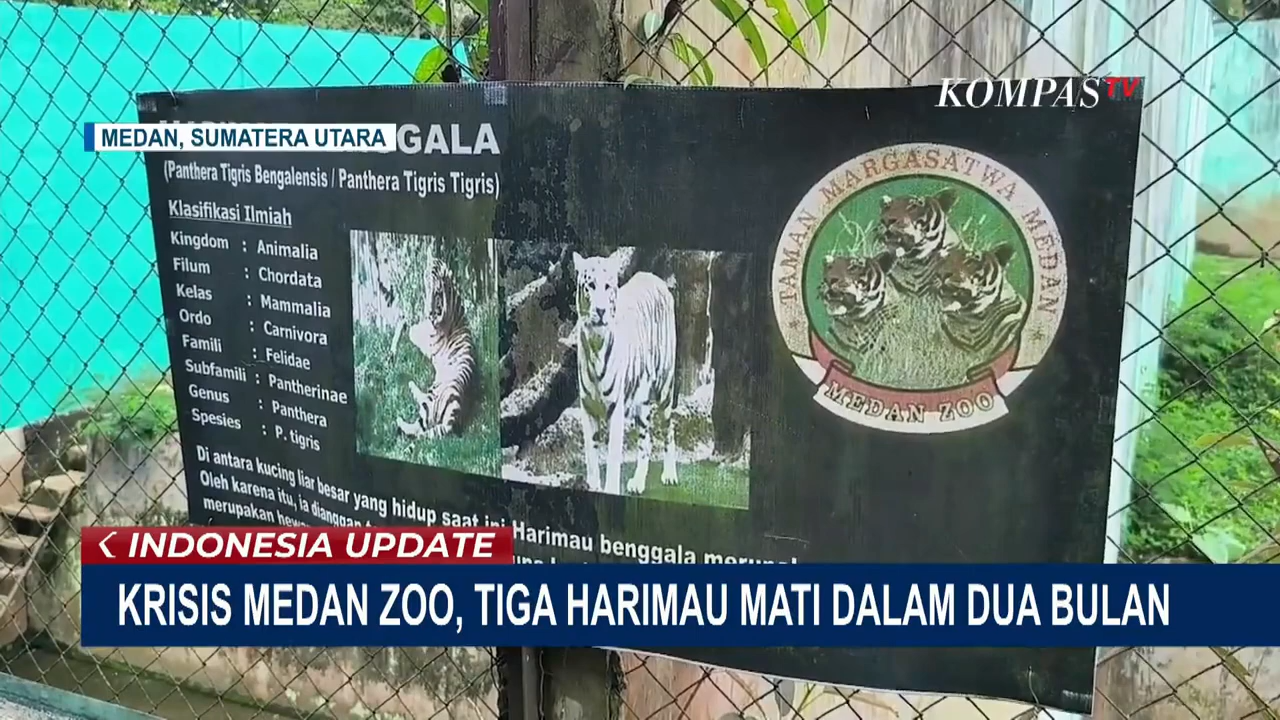 KOMPAS TV
MEDAN, SUMATERA UTARA
GALA
(Panthera Tigris Bengalensis / Panthera Tigris Tigris)
Klasifikasi Ilmiah
Kingdom : Animalia
Filum : Chordata
Kelas : Mammalia
Ordo : Carnivora
Famili : Felidae
Subfamili : Pantherinae
Genus : Panthera
Spesies : P. tigris
TAMAN MARGASATWA MEDAN
MEDAN ZOO
Di antara kucing liar besar yang hidup saat ini Harimau benggala
Oleh karena itu, ia
merupakan
INDONESIA UPDATE
KRISIS MEDAN ZOO, TIGA HARIMAU MATI DALAM DUA BULAN